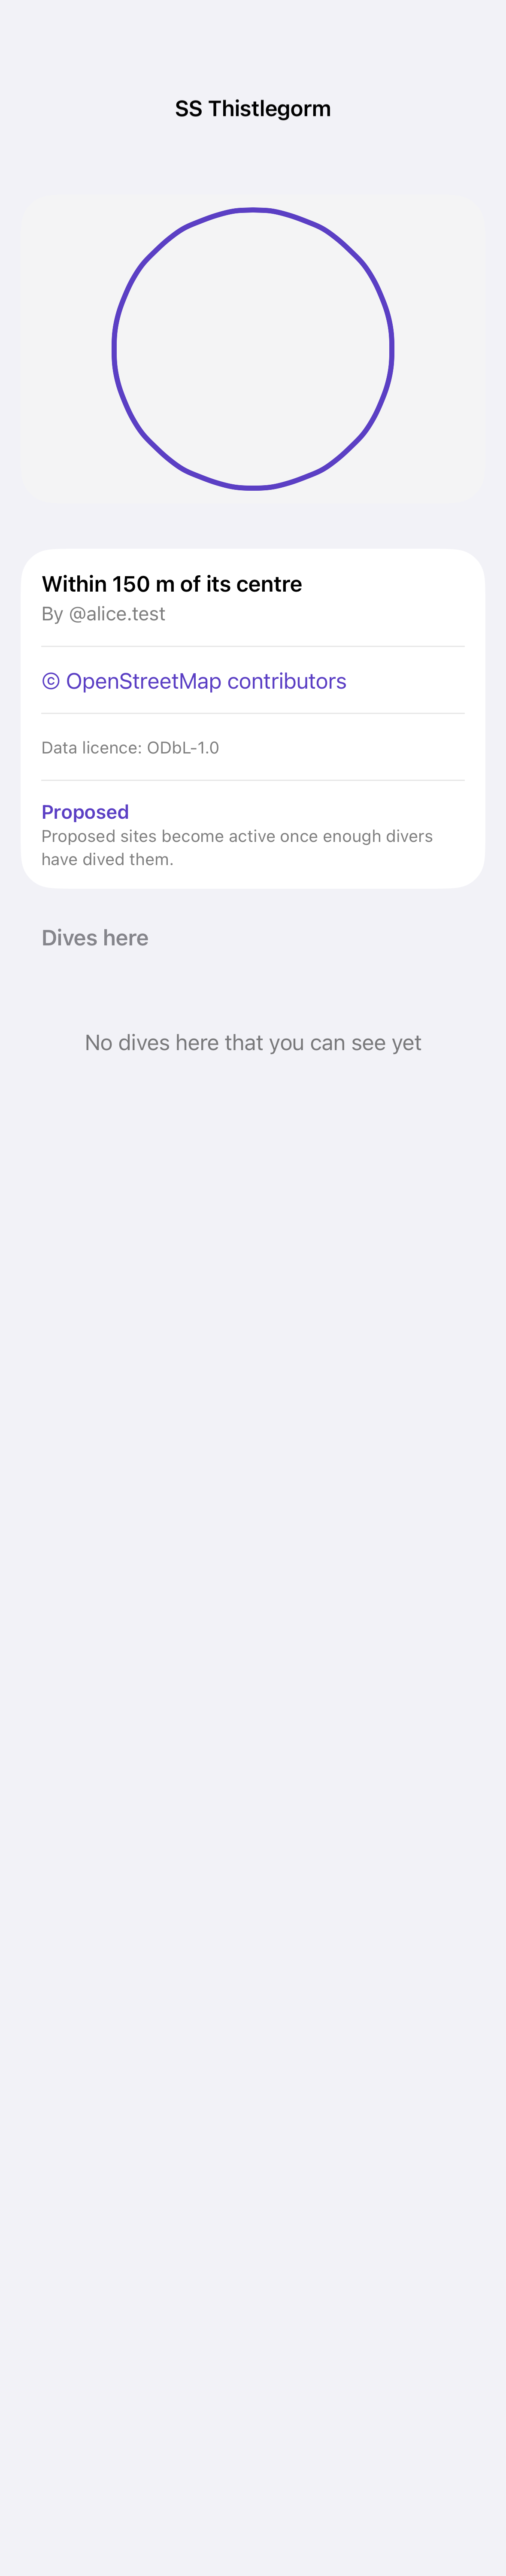 SS Thistlegorm
Within 150 m of its centre
By @alice.test
© OpenStreetMap contributors
Data licence: ODbL-1.0
Proposed
Proposed sites become active once enough divers
have dived them.
Dives here
No dives here that you can see yet